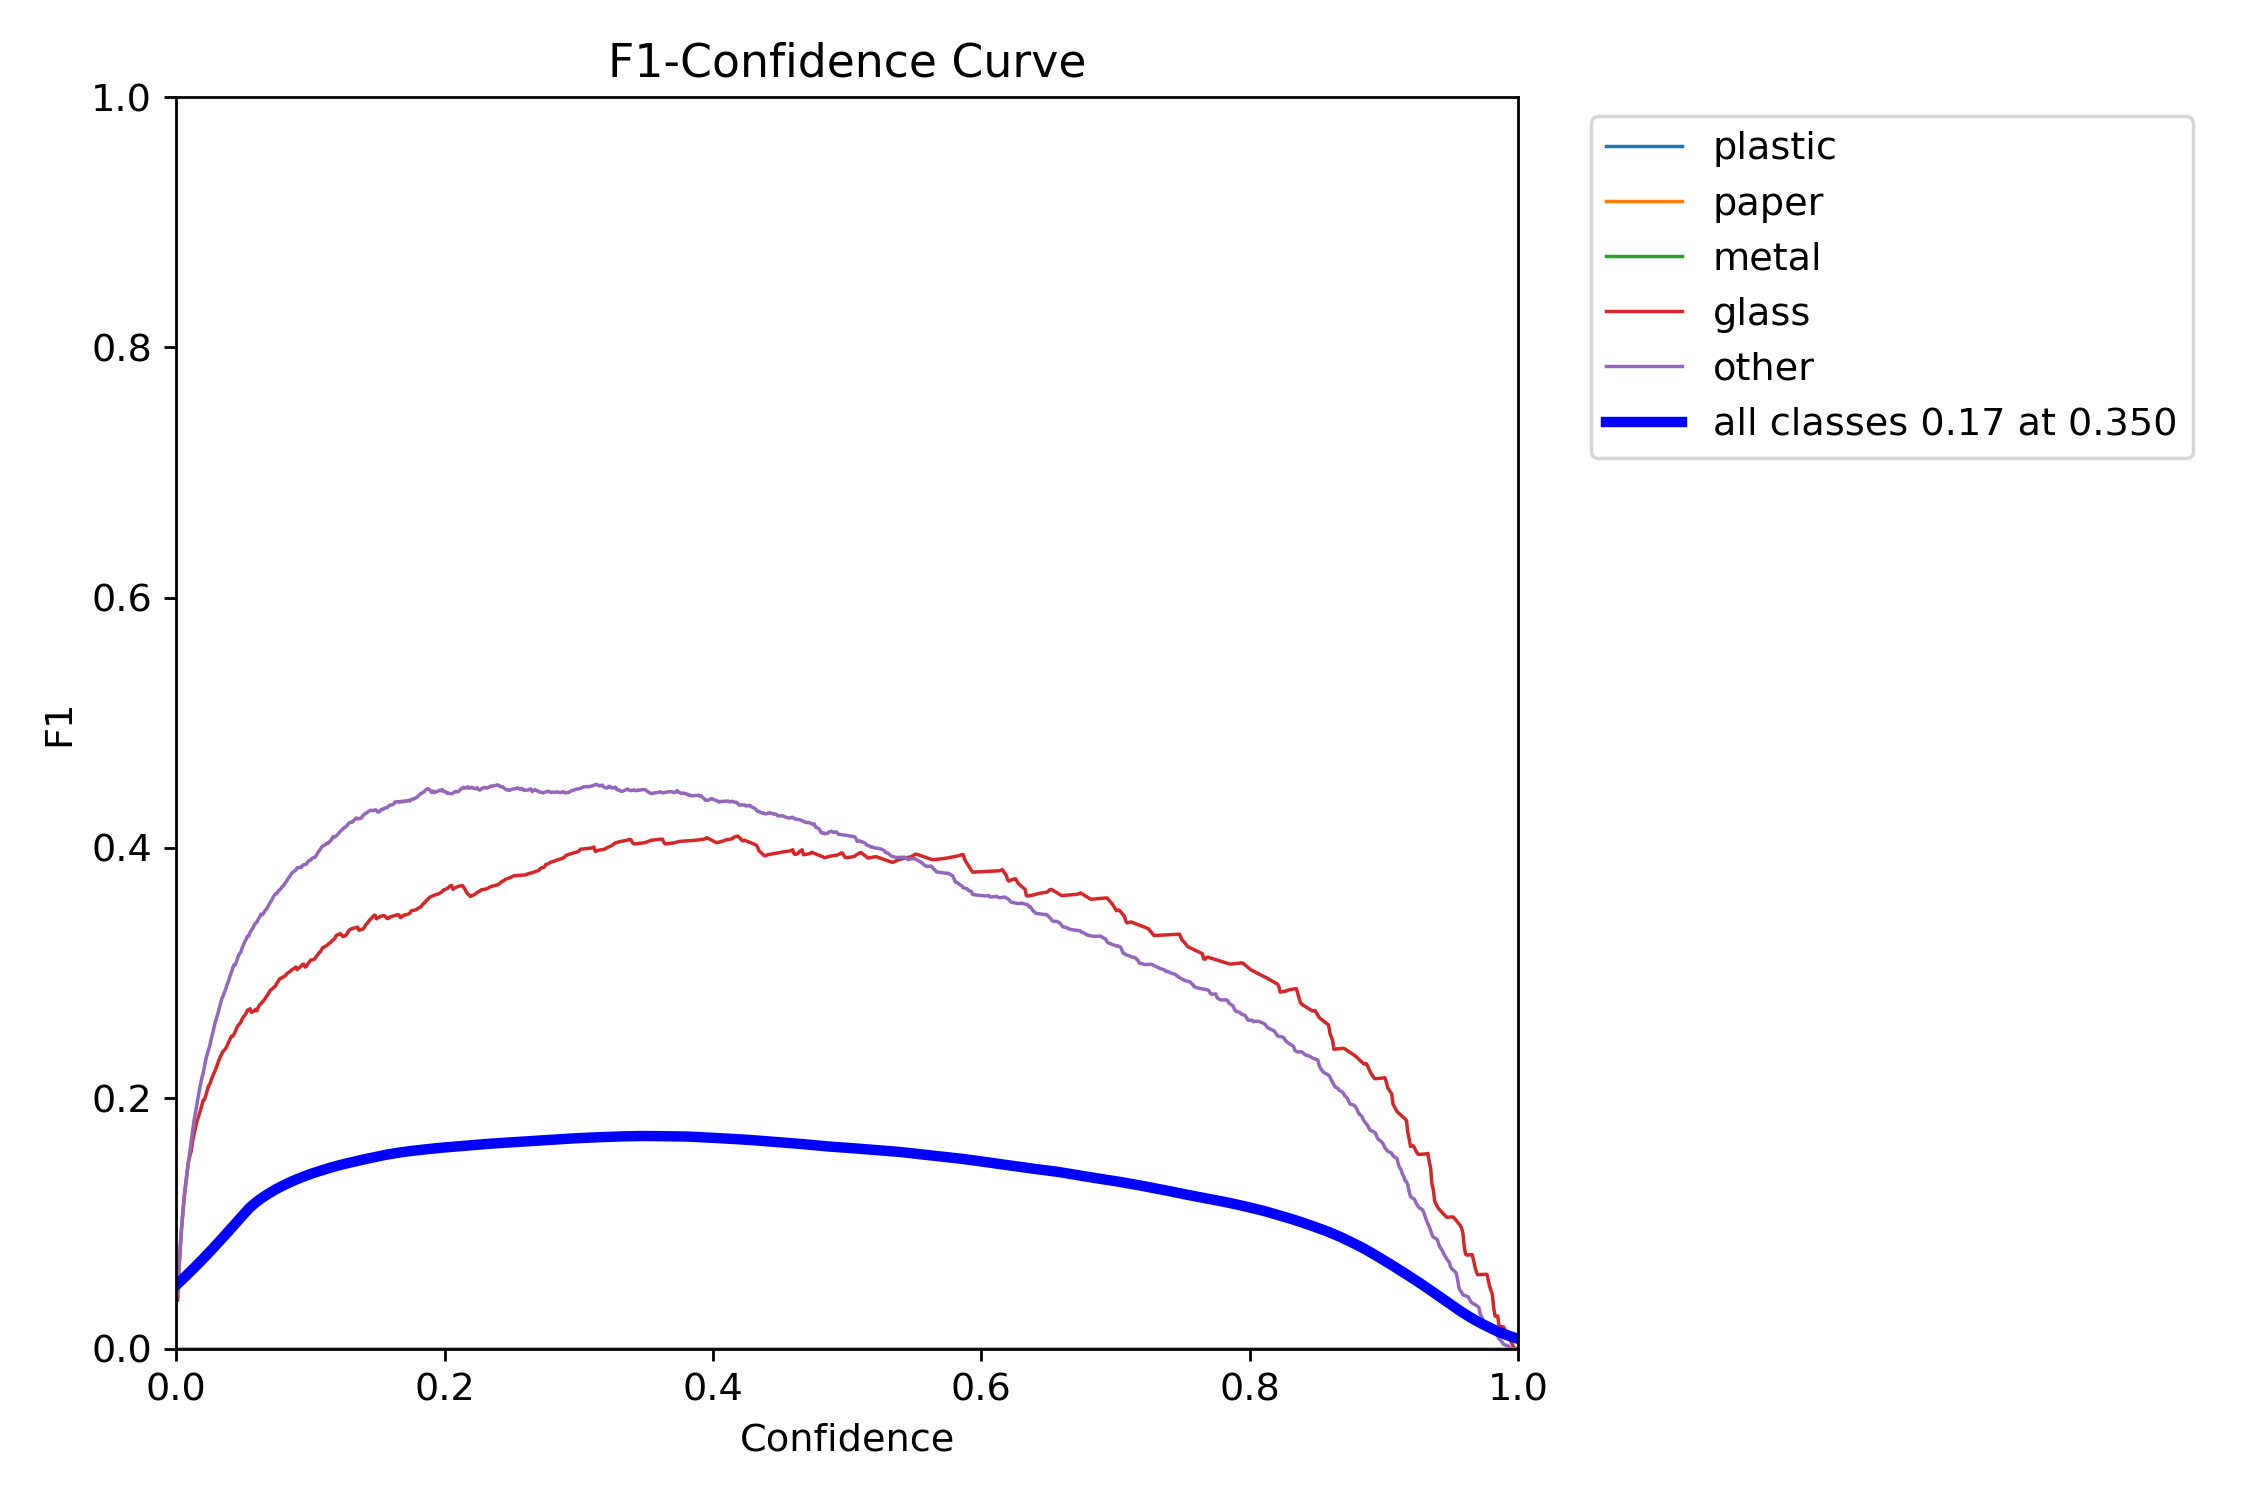 F1-Confidence Curve
1.0
0.8
0.6
0.4
0.2
0.0
F1
0.0 0.2 0.4 0.6 0.8 1.0
Confidence
plastic
paper
metal
glass
other
all classes 0.17 at 0.350